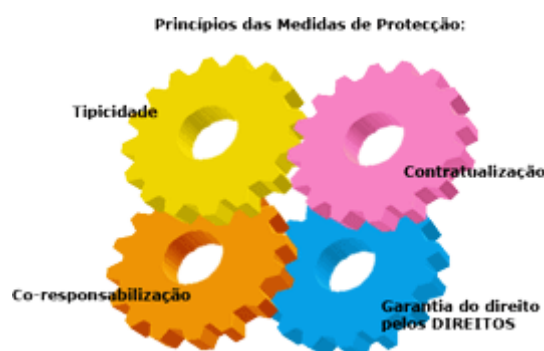 Princípios das Medidas de Protecção:
Tipicidade
Contratualização
Co-responsabilização
Garantia do direito
pelos DIREITOS